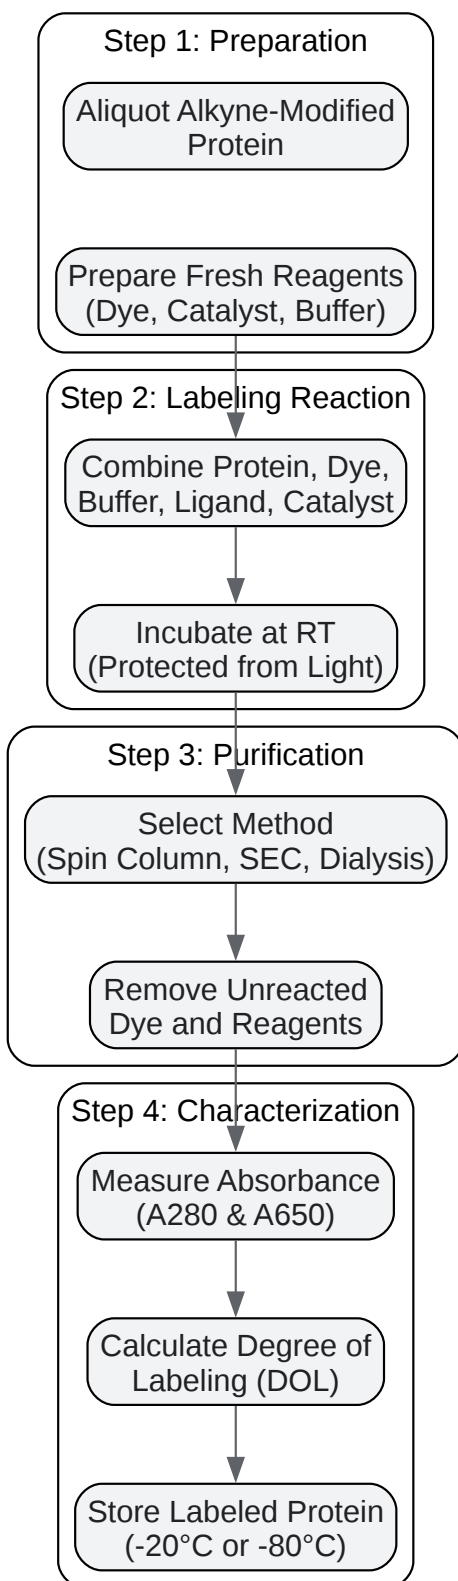 Step 1: Preparation
Aliquot Alkyne-Modified
Protein
Prepare Fresh Reagents
(Dye, Catalyst, Buffer)
Step 2: Labeling Reaction
Combine Protein, Dye,
Buffer, Ligand, Catalyst
Incubate at RT
(Protected from Light)
Step 3: Purification
Select Method
(Spin Column, SEC, Dialysis)
Remove Unreacted
Dye and Reagents
Step 4: Characterization
Measure Absorbance
(A280 & A650)
Calculate Degree of
Labeling (DOL)
Store Labeled Protein
(-20°C or -80°C)